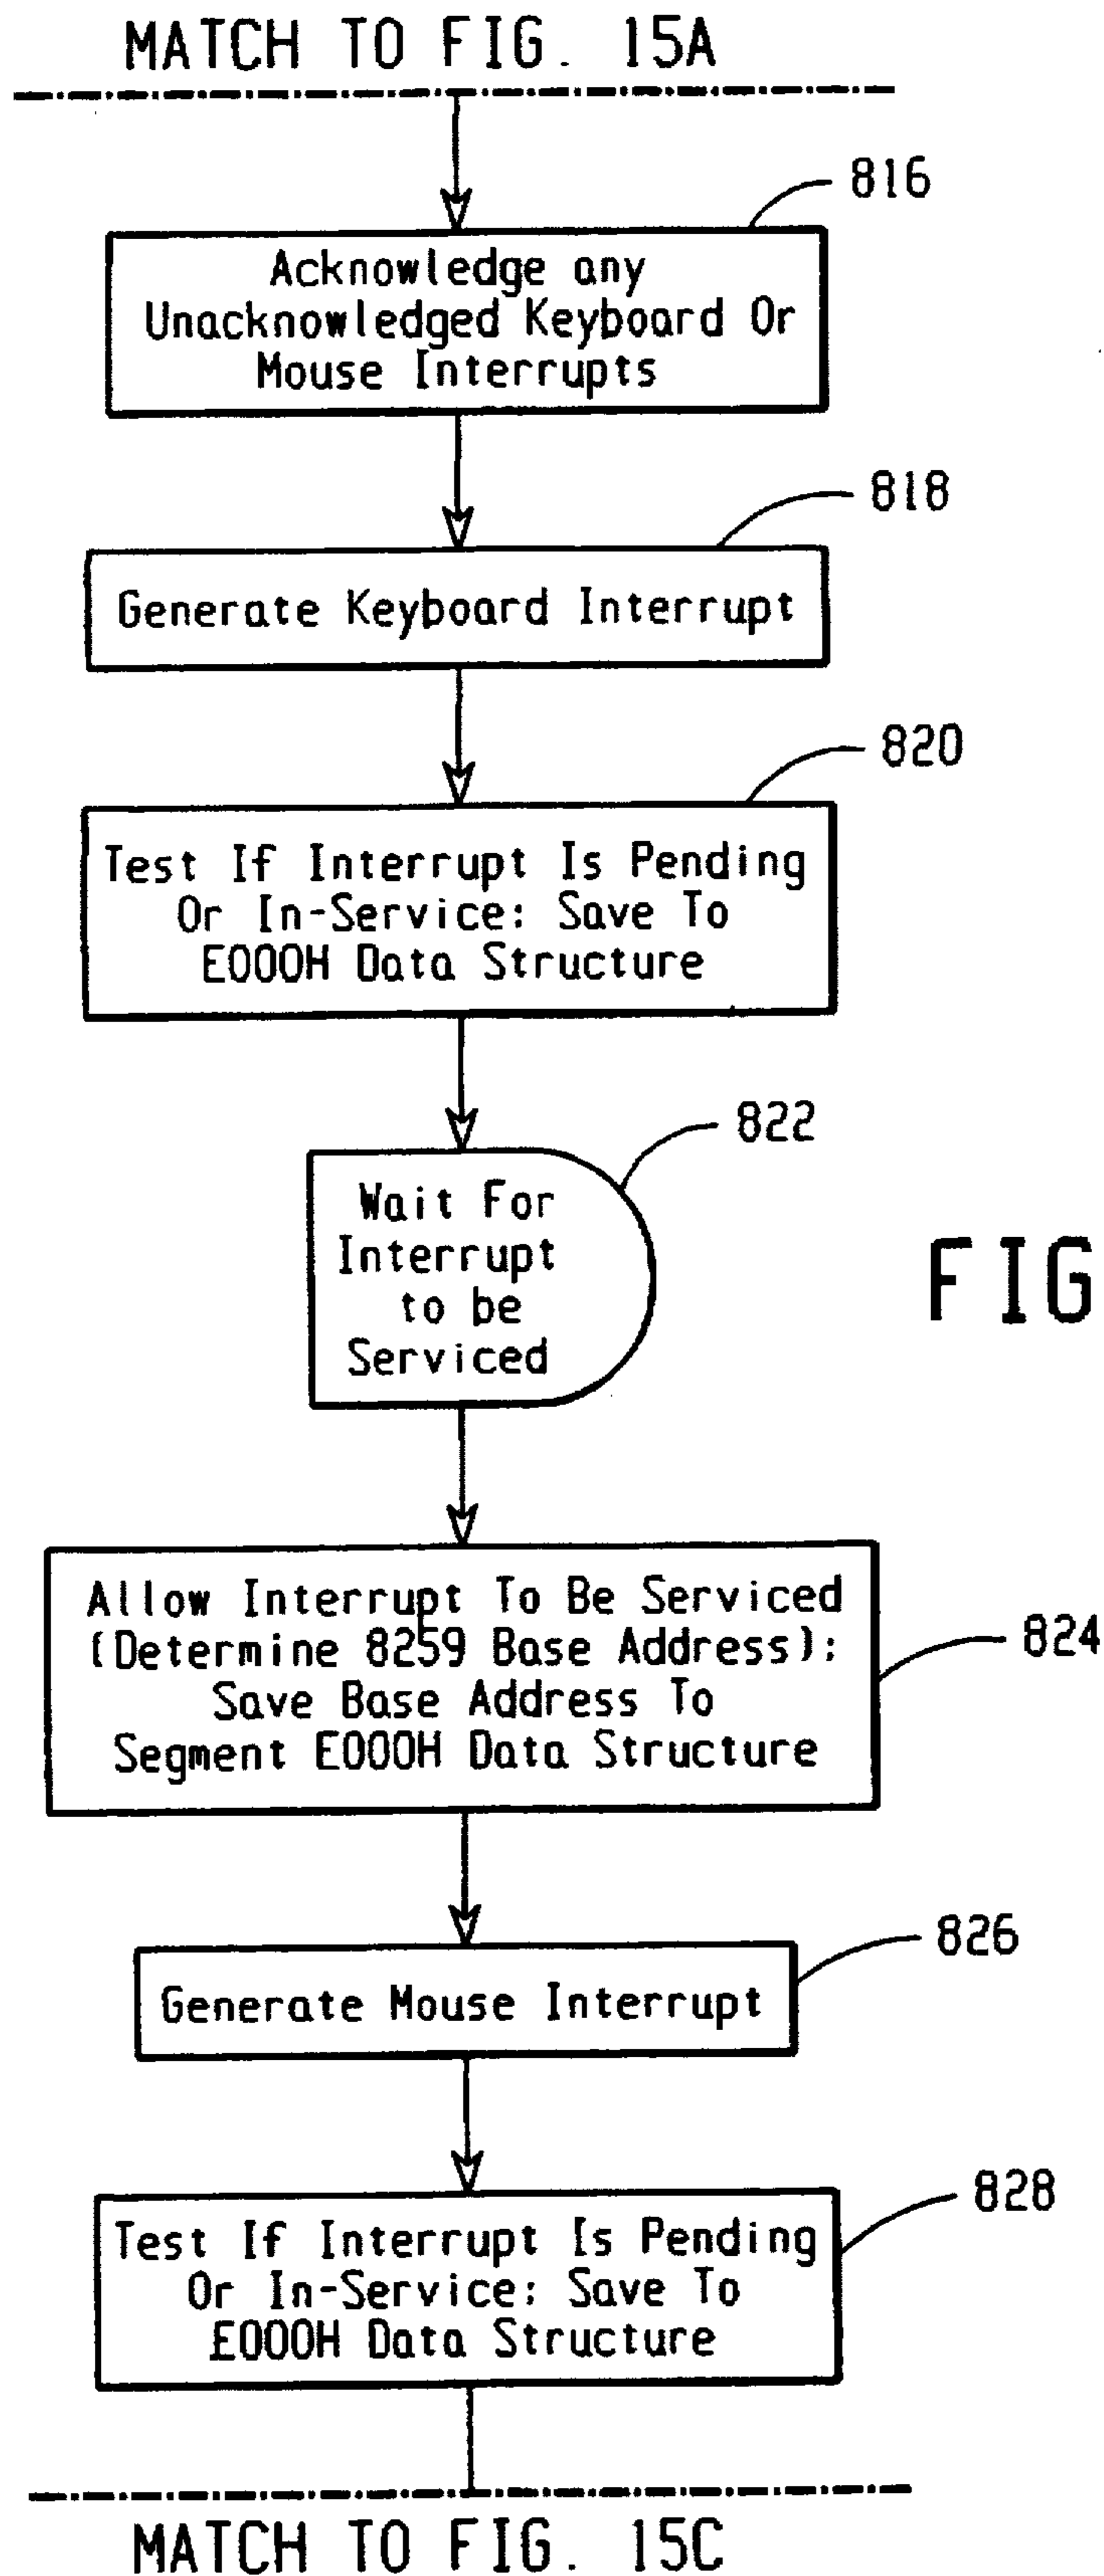 MATCH TO FIG. 15A
816
Acknowledge any
Unacknowledged Keyboard Or
Mouse Interrupts
818
Generate Keyboard Interrupt
820
Test If Interrupt Is Pending
Or In-Service; Save To
E000H Data Structure
822
Wait For
Interrupt
to be
Serviced
FIG
824
Allow Interrupt To Be Serviced
(Determine 8259 Base Address);
Save Base Address To
Segment E000H Data Structure
826
Generate Mouse Interrupt
828
Test If Interrupt Is Pending
Or In-Service; Save To
E000H Data Structure
MATCH TO FIG. 15C